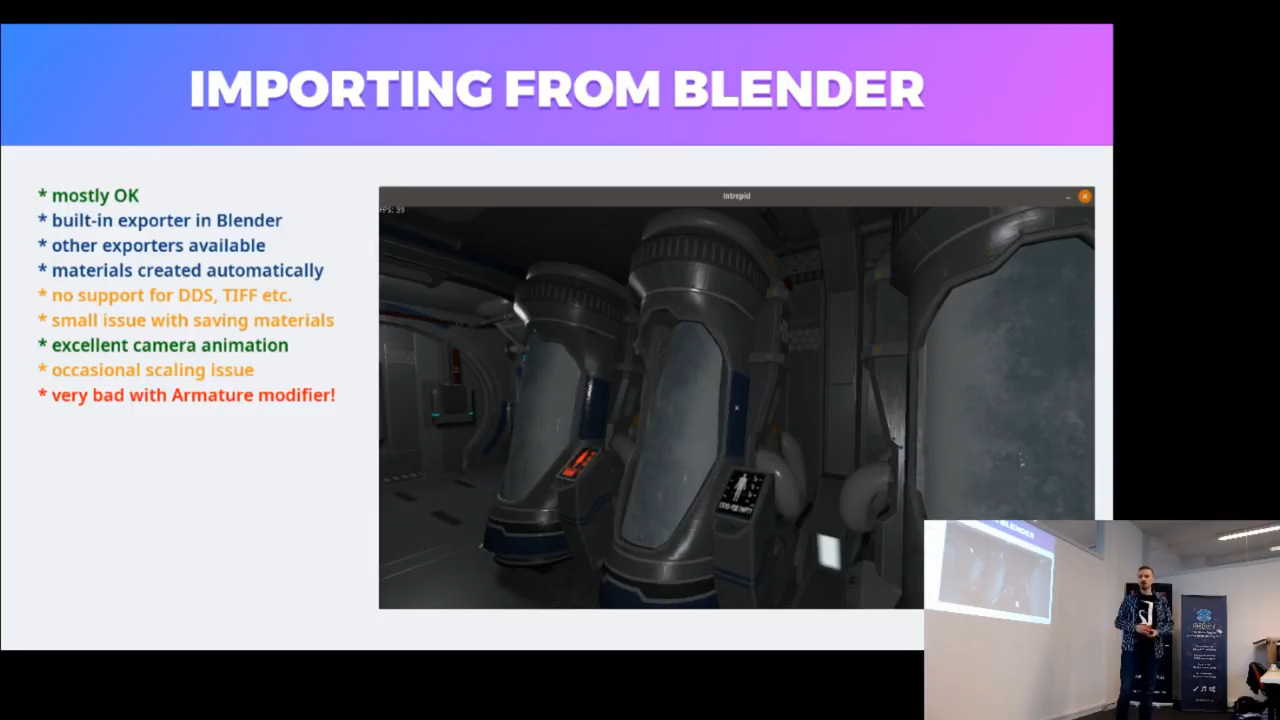 IMPORTING FROM BLENDER
* mostly OK
* built-in exporter in Blender
* other exporters available
* materials created automatically
* no support for DDS, TIFF etc.
* small issue with saving materials
* excellent camera animation
* occasional scaling issue
* very bad with Armature modifier!
intrepid
FPS: 39